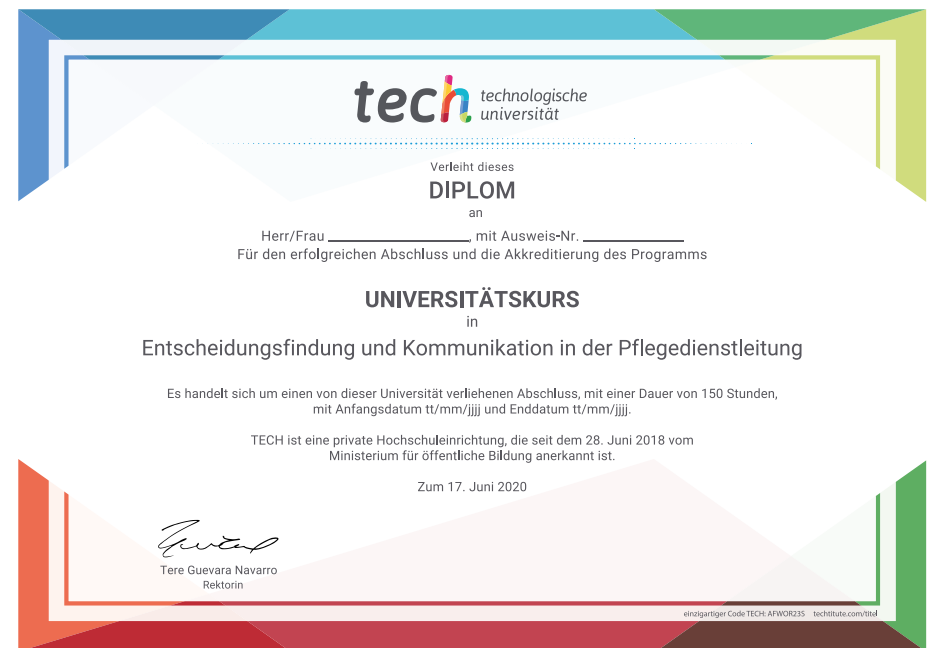 tech technologische
universität
Verleiht dieses
DIPLOM
an
Herr/Frau ____________________, mit Ausweis-Nr. ______________
Für den erfolgreichen Abschluss und die Akkreditierung des Programms
UNIVERSITÄTSKURS
in
Entscheidungsfindung und Kommunikation in der Pflegedienstleitung
Es handelt sich um einen von dieser Universität verliehenen Abschluss, mit einer Dauer von 150 Stunden,
mit Anfangsdatum tt/mm/jjjj und Enddatum tt/mm/jjjj.
TECH ist eine private Hochschuleinrichtung, die seit dem 28. Juni 2018 vom
Ministerium für öffentliche Bildung anerkannt ist.
Zum 17. Juni 2020
Tere Guevara Navarro
Rektorin
einzigartiger Code TECH: AFWOR23S techtitute.com/titel